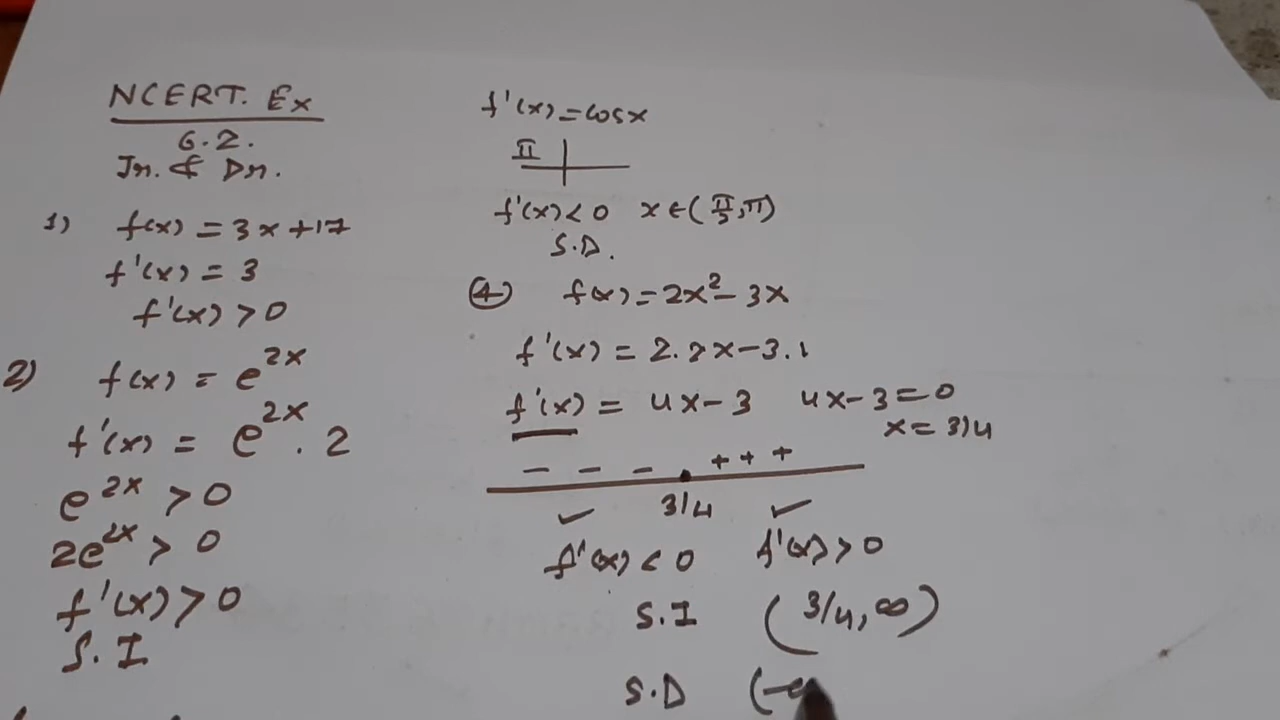 NCERT. Ex
6.2.
In. & Dn.
1) f(x) = 3x+17
f'(x) = 3
f'(x) > 0
2) f(x) = e^{2x}
f'(x) = e^{2x}. 2
e^{2x} > 0
2e^{2x} > 0
f'(x) > 0
S. I
f'(x) = cosx
II
f'(x) < 0 x ∈ (π/2, π)
S.D.
④ f(x) = 2x² - 3x
f'(x) = 2.2x - 3.1
f'(x) = 4x - 3 4x - 3 = 0
x = 3/4
- - - + + +
3/4
✓ ✓
f'(x) < 0 f'(x) > 0
S.I (3/4, ∞)
S.D (-